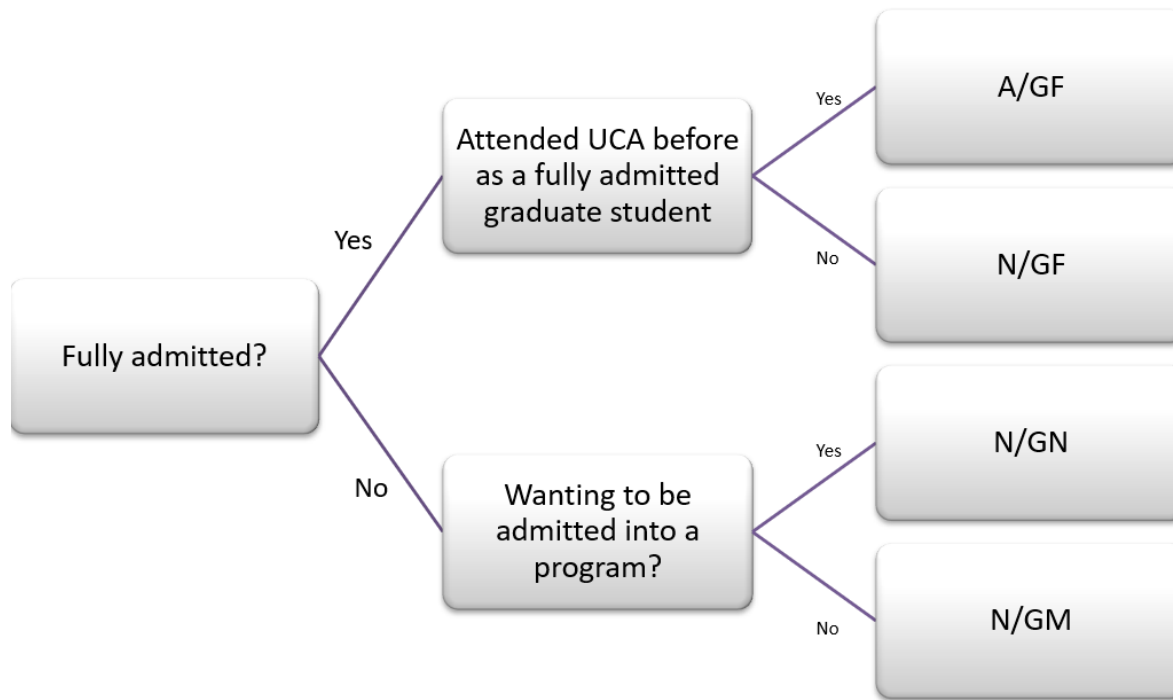 Fully admitted?
Yes
No
Attended UCA before
as a fully admitted
graduate student
Yes
No
Wanting to be
admitted into a
program?
Yes
No
A/GF
N/GF
N/GN
N/GM